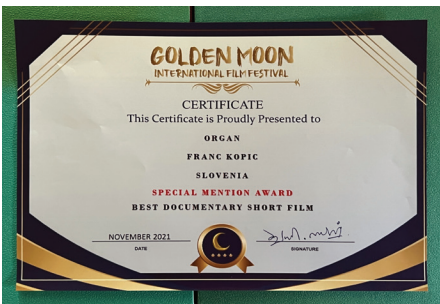 GOLDEN MOON
INTERNATIONAL FILM FESTIVAL
CERTIFICATE
This Certificate is Proudly Presented to
ORGAN
FRANC KOPIC
SLOVENIA
SPECIAL MENTION AWARD
BEST DOCUMENTARY SHORT FILM
NOVEMBER 2021
DATE
SIGNATURE